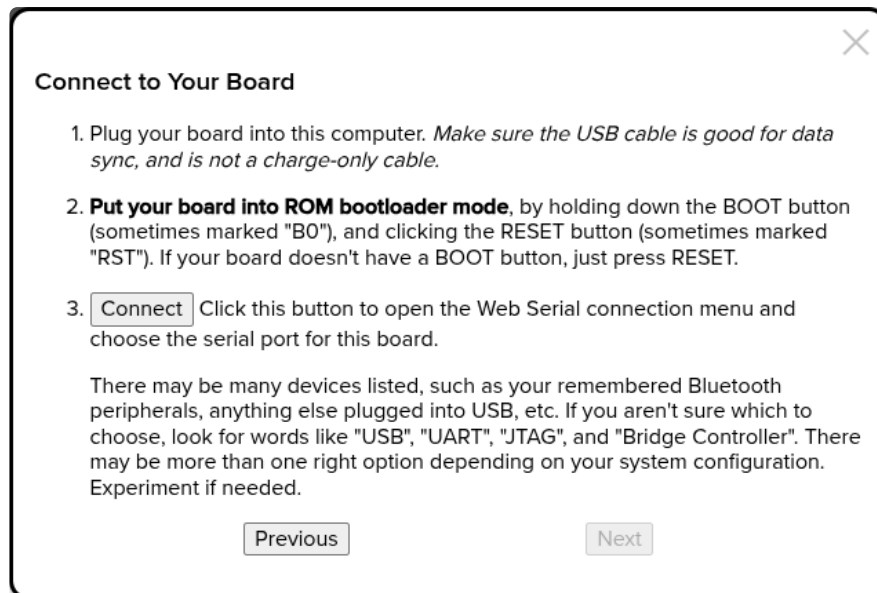 Connect to Your Board
1. Plug your board into this computer. Make sure the USB cable is good for data
sync, and is not a charge-only cable.
2. Put your board into ROM bootloader mode, by holding down the BOOT button
(sometimes marked "B0"), and clicking the RESET button (sometimes marked
"RST"). If your board doesn't have a BOOT button, just press RESET.
3. Connect Click this button to open the Web Serial connection menu and
choose the serial port for this board.
There may be many devices listed, such as your remembered Bluetooth
peripherals, anything else plugged into USB, etc. If you aren't sure which to
choose, look for words like "USB", "UART", "JTAG", and "Bridge Controller". There
may be more than one right option depending on your system configuration.
Experiment if needed.
Previous Next